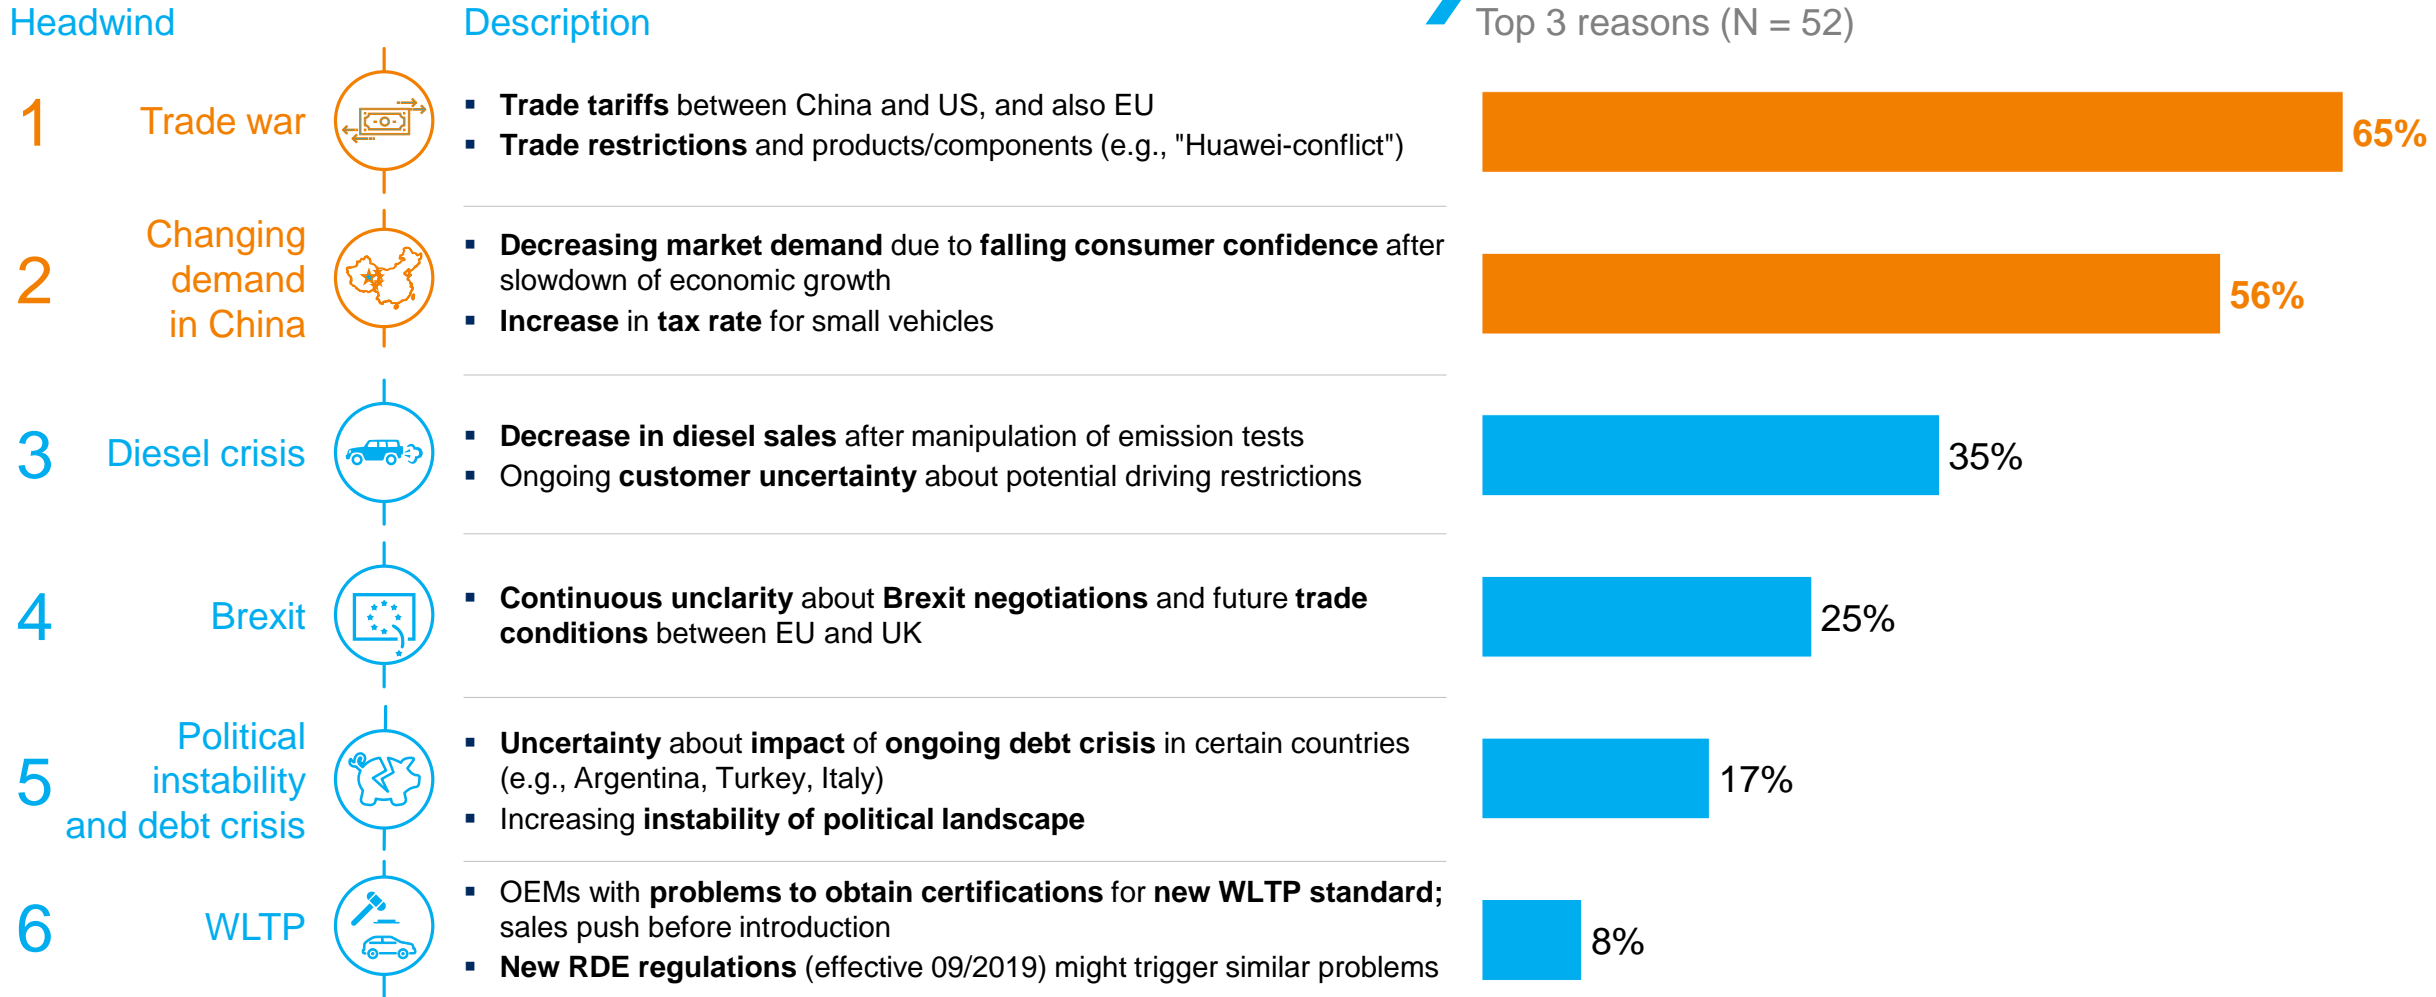 Headwind
Description
Top 3 reasons (N = 52)
1
Trade war
▪ Trade tariffs between China and US, and also EU
▪ Trade restrictions and products/components (e.g., "Huawei-conflict")
65%
2
Changing
demand
in China
▪ Decreasing market demand due to falling consumer confidence after
slowdown of economic growth
▪ Increase in tax rate for small vehicles
56%
3
Diesel crisis
▪ Decrease in diesel sales after manipulation of emission tests
▪ Ongoing customer uncertainty about potential driving restrictions
35%
4
Brexit
▪ Continuous unclarity about Brexit negotiations and future trade
conditions between EU and UK
25%
5
Political
instability
and debt crisis
▪ Uncertainty about impact of ongoing debt crisis in certain countries
(e.g., Argentina, Turkey, Italy)
▪ Increasing instability of political landscape
17%
6
WLTP
▪ OEMs with problems to obtain certifications for new WLTP standard;
sales push before introduction
▪ New RDE regulations (effective 09/2019) might trigger similar problems
8%